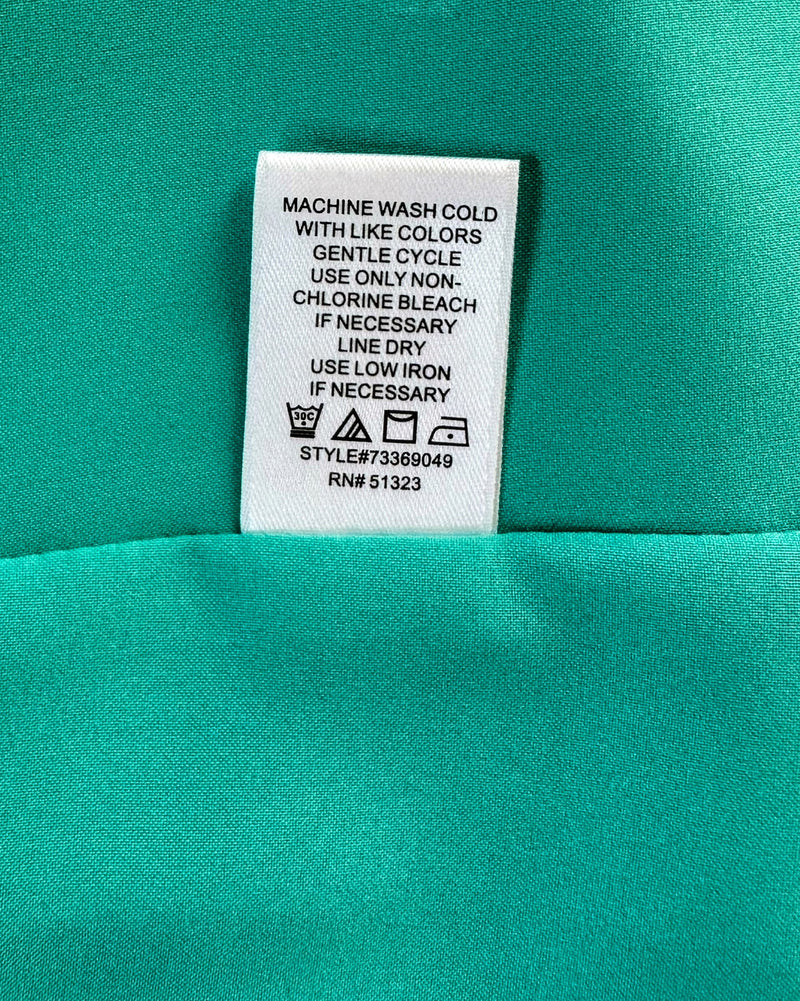 MACHINE WASH COLD
WITH LIKE COLORS
GENTLE CYCLE
USE ONLY NON-
CHLORINE BLEACH
IF NECESSARY
LINE DRY
USE LOW IRON
IF NECESSARY
30C
STYLE#73369049
RN# 51323